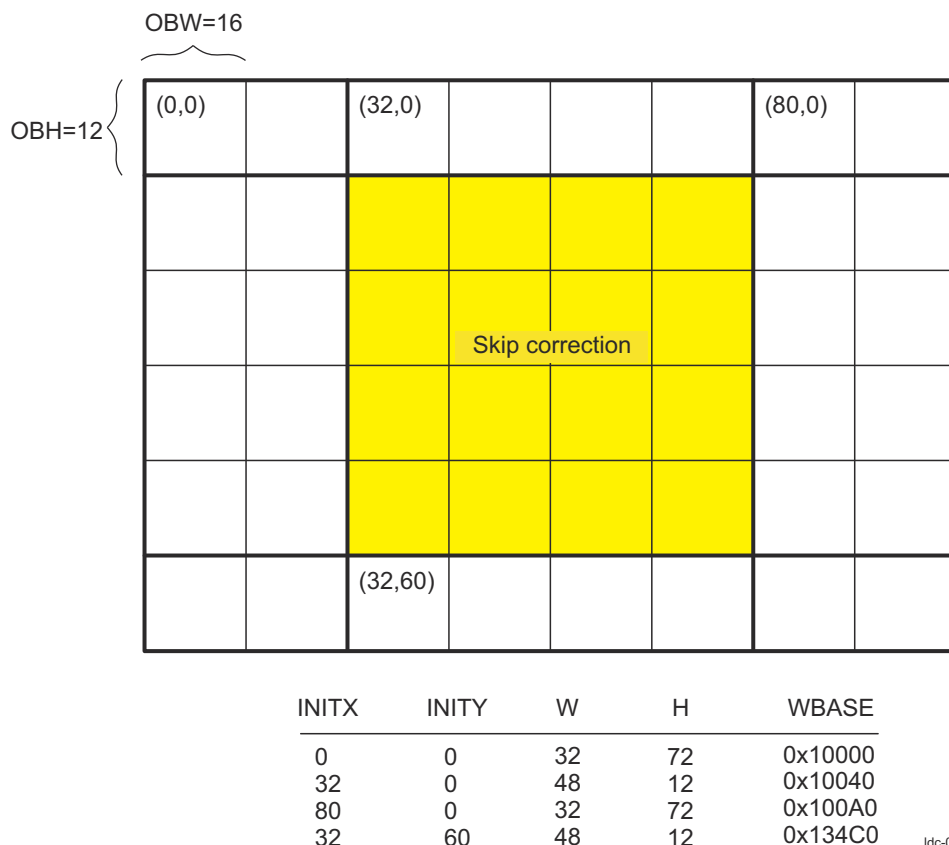 OBW=16
OBH=12
(0,0) (32,0) (80,0)
Skip correction
(32,60)
INITX INITY W H WBASE
0 0 32 72 0x10000
32 0 48 12 0x10040
80 0 32 72 0x100A0
32 60 48 12 0x134C0